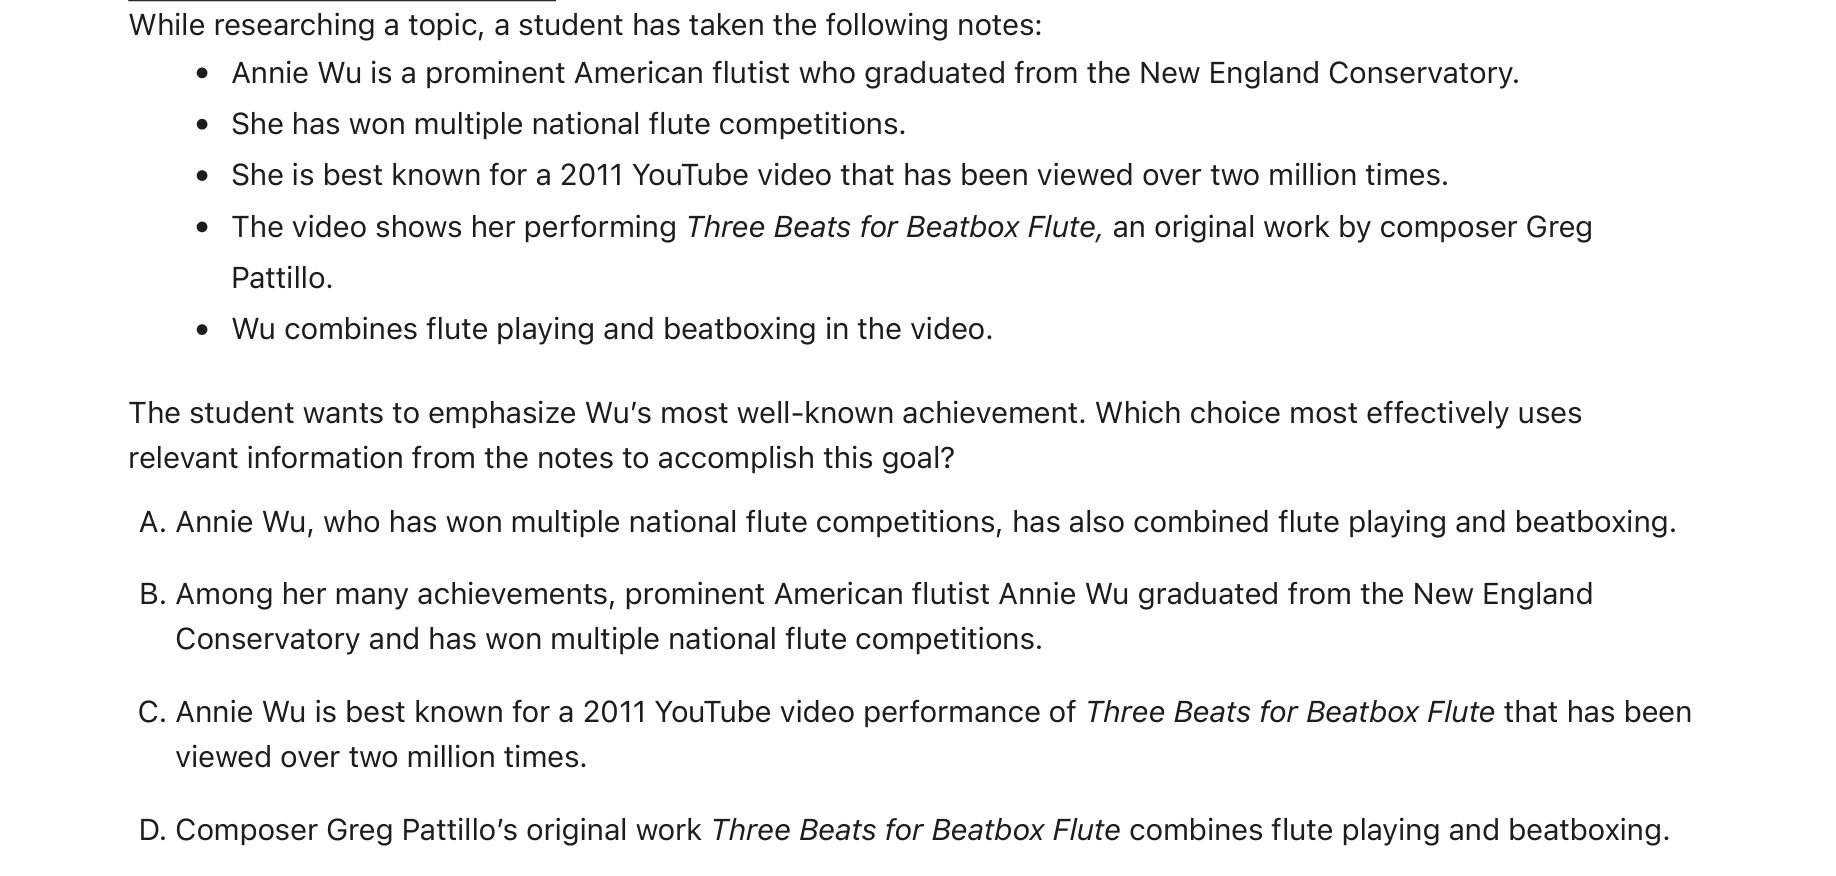 While researching a topic, a student has taken the following notes:
• Annie Wu is a prominent American flutist who graduated from the New England Conservatory.
• She has won multiple national flute competitions.
• She is best known for a 2011 YouTube video that has been viewed over two million times.
• The video shows her performing Three Beats for Beatbox Flute, an original work by composer Greg
Pattillo.
• Wu combines flute playing and beatboxing in the video.
The student wants to emphasize Wu’s most well-known achievement. Which choice most effectively uses
relevant information from the notes to accomplish this goal?
A. Annie Wu, who has won multiple national flute competitions, has also combined flute playing and beatboxing.
B. Among her many achievements, prominent American flutist Annie Wu graduated from the New England
Conservatory and has won multiple national flute competitions.
C. Annie Wu is best known for a 2011 YouTube video performance of Three Beats for Beatbox Flute that has been
viewed over two million times.
D. Composer Greg Pattillo’s original work Three Beats for Beatbox Flute combines flute playing and beatboxing.